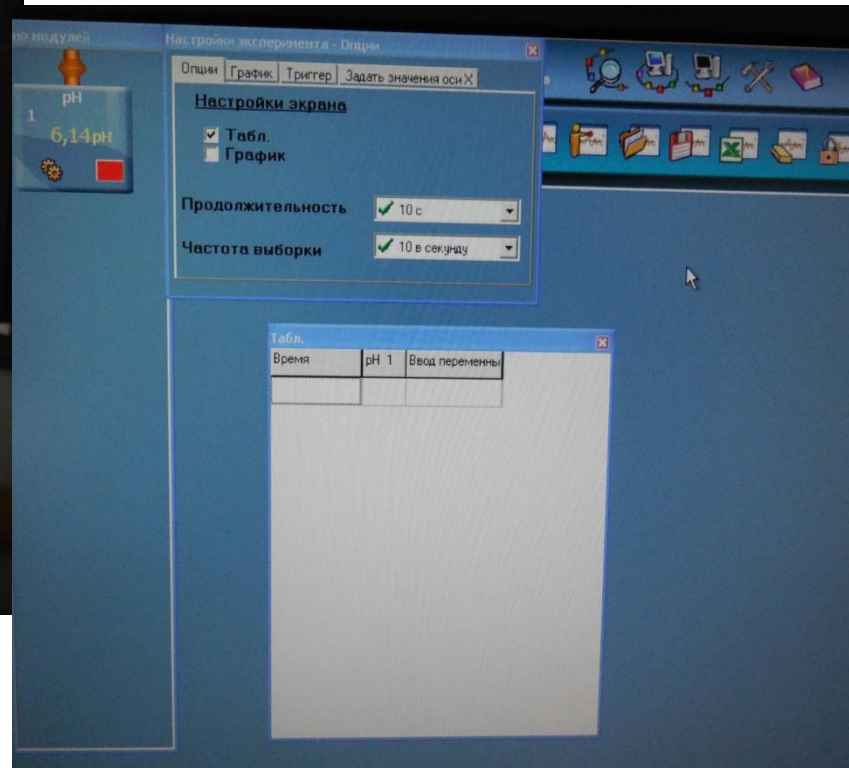 но модулей
pH
1
6,14pH
Настройки эксперимента - Опции
Опции График Триггер Задать значения оси X
Настройки экрана
Табл.
График
Продолжительность 10 с
Частота выборки 10 в секунду
Табл.
Время pH 1 Ввод переменны